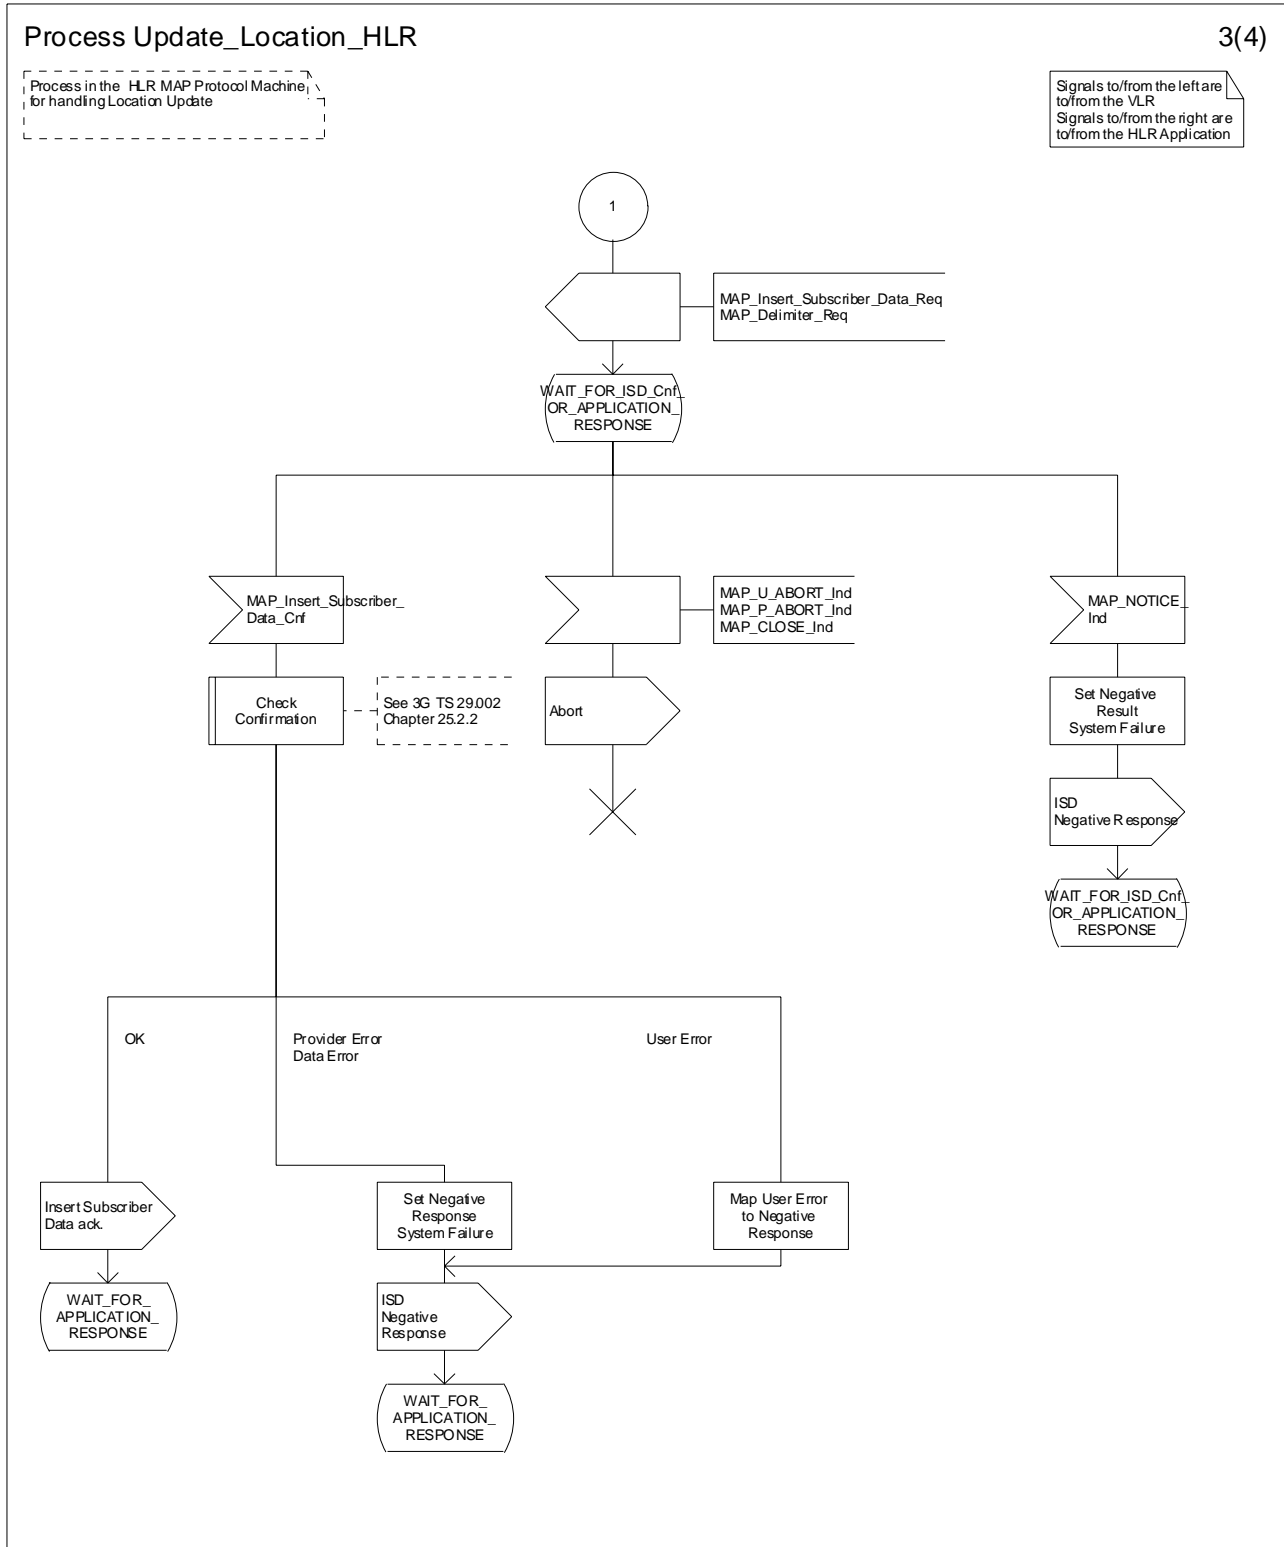 Process Update_Location_HLR
3(4)
Process in the HLR MAP Protocol Machine
for handling Location Update
Signals to/from the left are
to/from the VLR
Signals to/from the right are
to/from the HLR Application
1
MAP_Insert_Subscriber_Data_Req
MAP_Delimiter_Req
WAIT_FOR_ISD_Cnf_
OR_APPLICATION_
RESPONSE
MAP_Insert_Subscriber_
Data_Cnf
MAP_U_ABORT_Ind
MAP_P_ABORT_Ind
MAP_CLOSE_Ind
MAP_NOTICE_
Ind
Check
Confirmation
See 3G TS 29.002
Chapter 25.2.2
Abort
Set Negative
Result
System Failure
ISD
Negative Response
WAIT_FOR_ISD_Cnf_
OR_APPLICATION_
RESPONSE
OK
Provider Error
Data Error
User Error
Insert Subscriber
Data ack.
Set Negative
Response
System Failure
Map User Error
to Negative
Response
WAIT_FOR_
APPLICATION_
RESPONSE
ISD
Negative
Response
WAIT_FOR_
APPLICATION_
RESPONSE